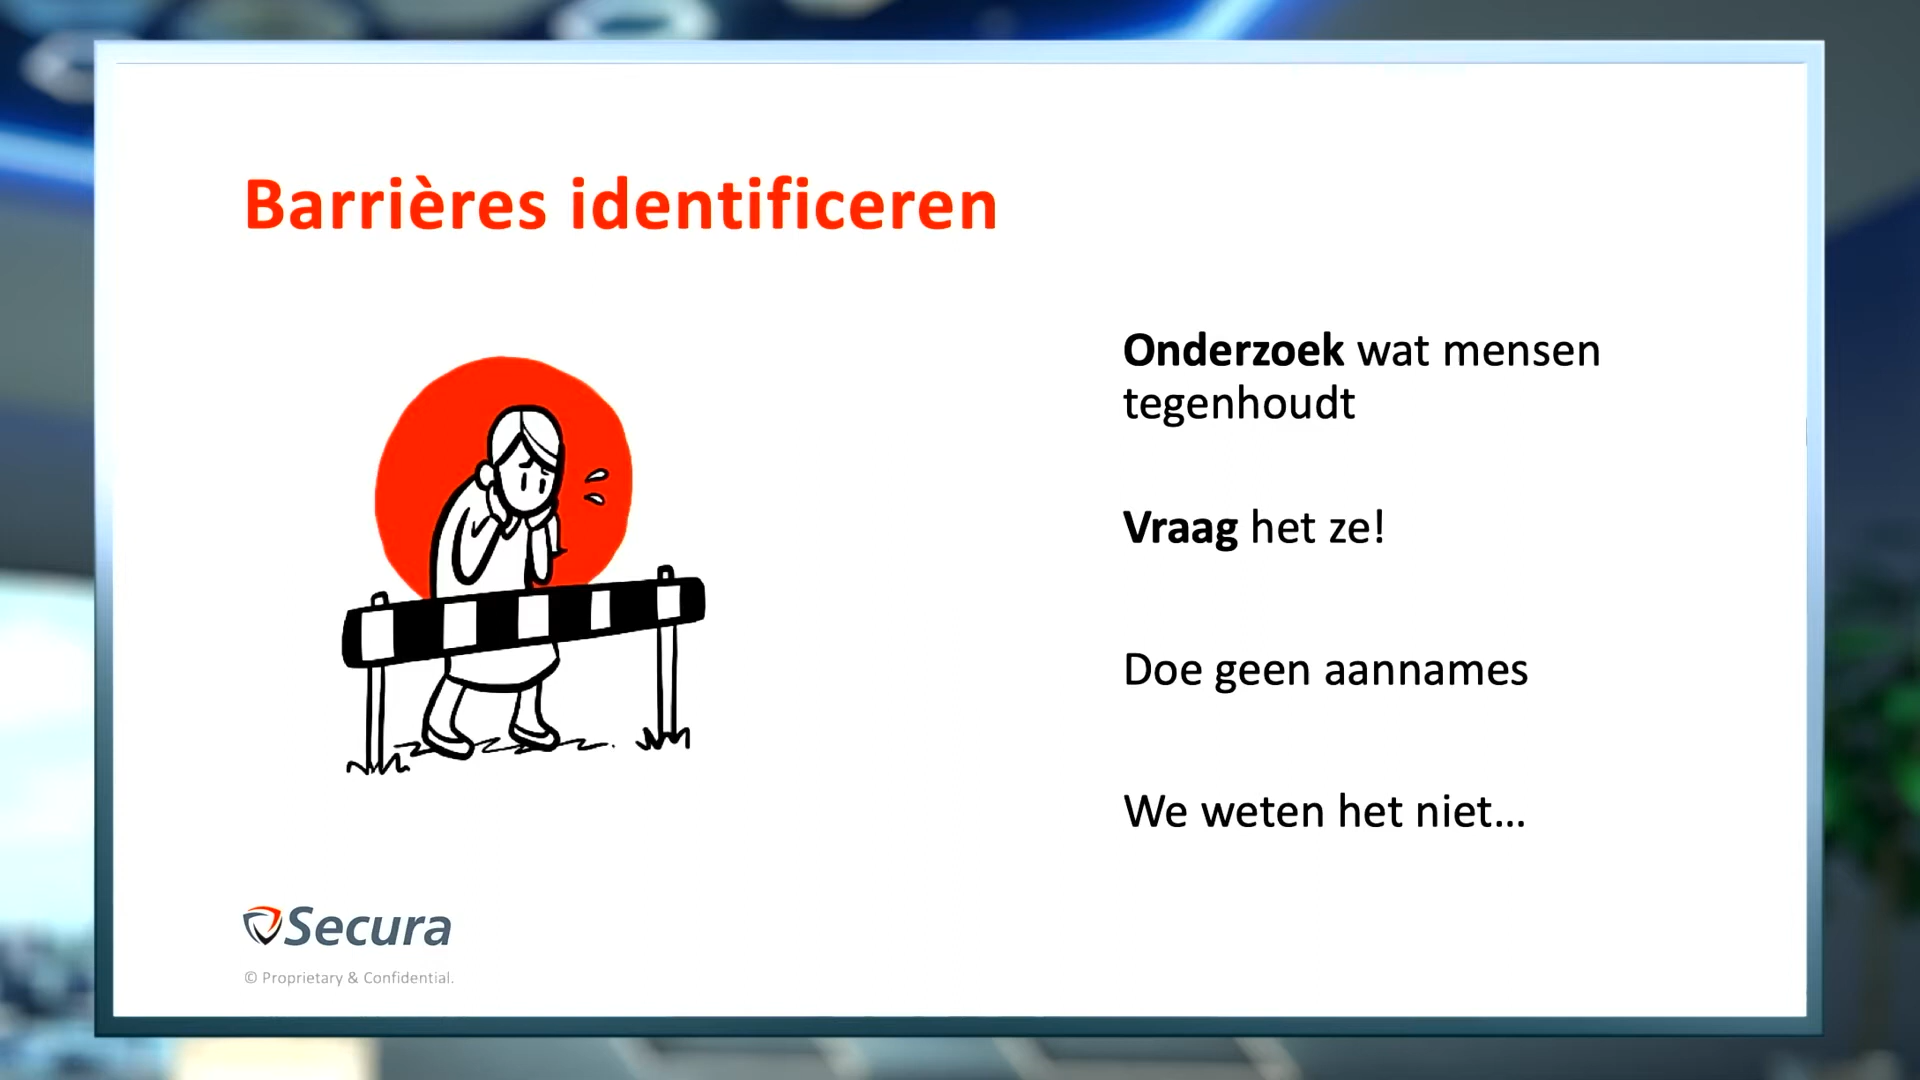 Barrières identificeren
Onderzoek wat mensen
tegenhoudt
Vraag het ze!
Doe geen aannames
We weten het niet...
Secura
© Proprietary & Confidential.